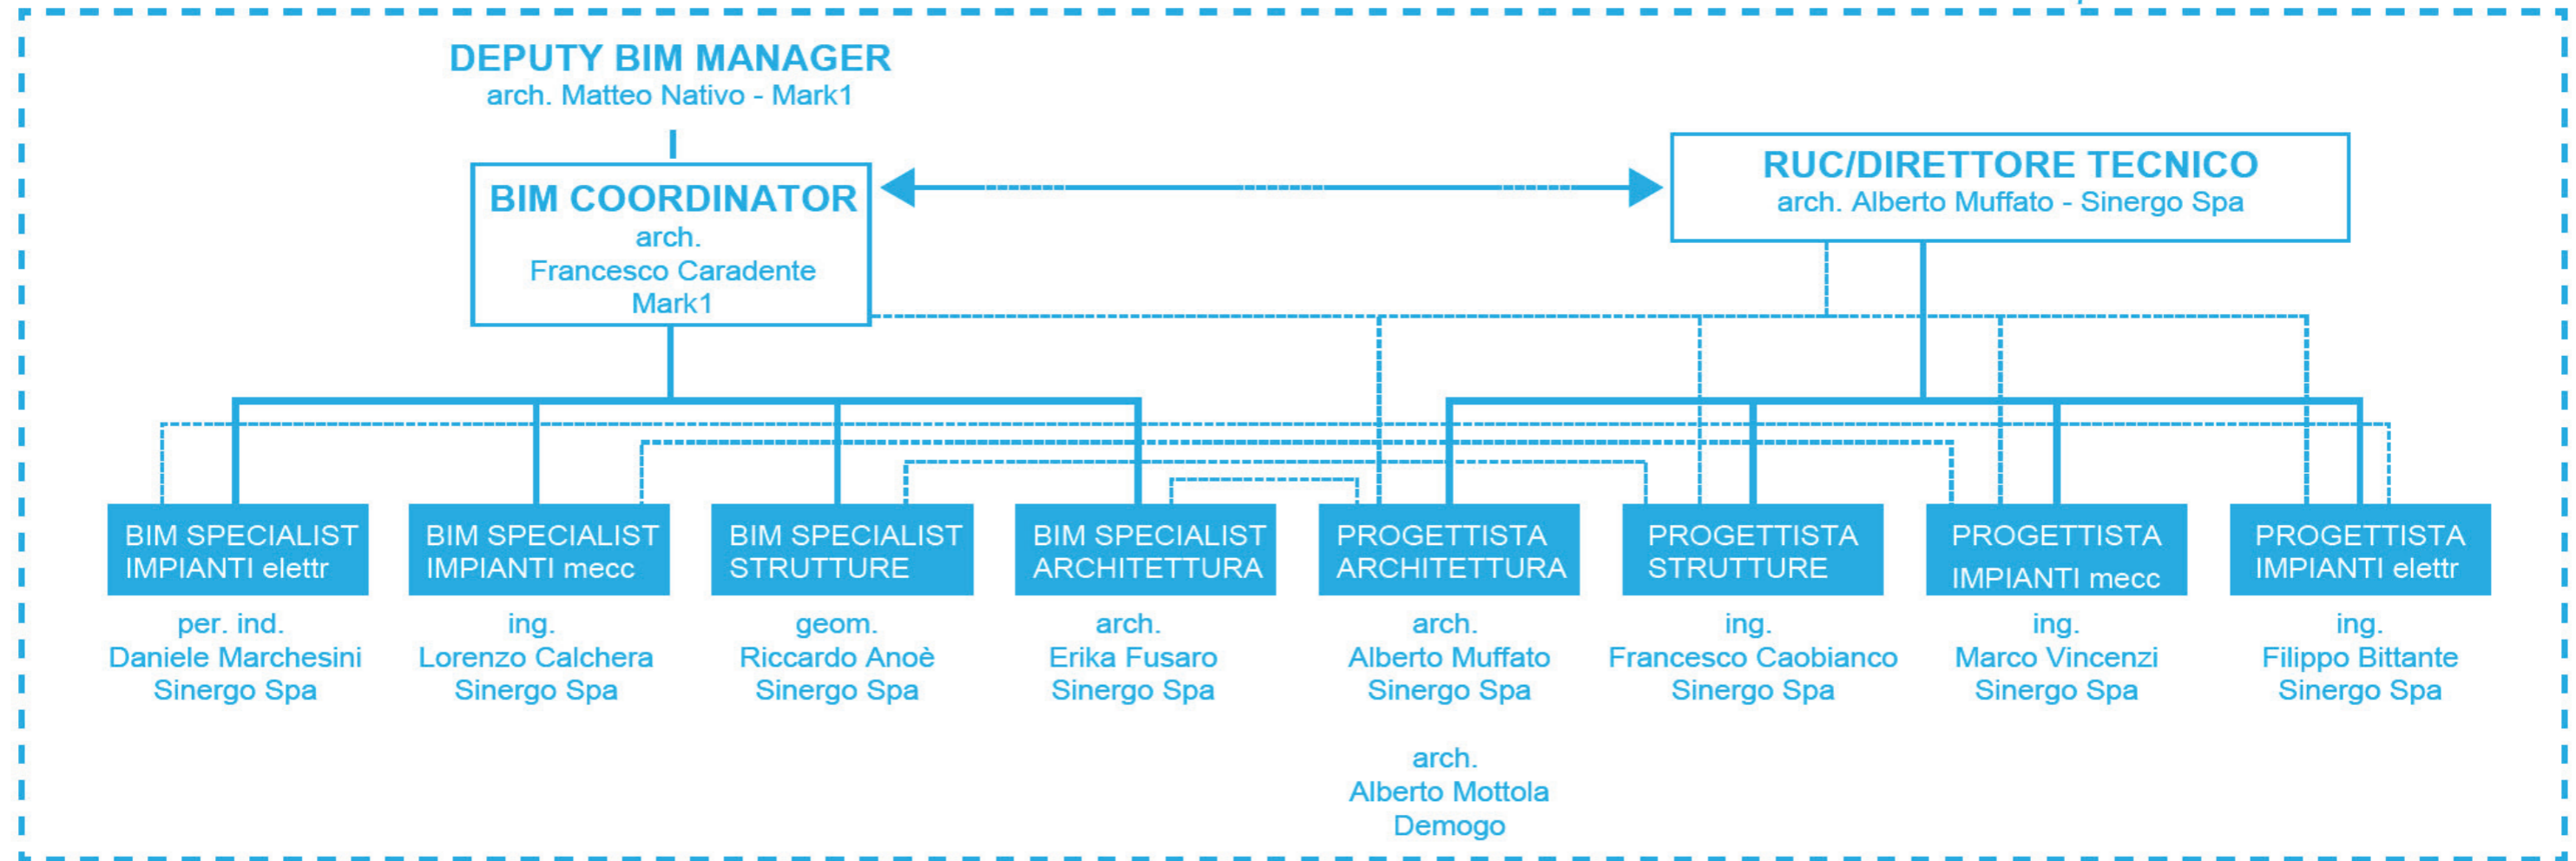 DEPUTY BIM MANAGER
arch. Matteo Nativo - Mark1
BIM COORDINATOR
arch.
Francesco Caradente
Mark1
RUC/DIRETTORE TECNICO
arch. Alberto Muffato - Sinergo Spa
BIM SPECIALIST
IMPIANTI elettr
per. ind.
Daniele Marchesini
Sinergo Spa
BIM SPECIALIST
IMPIANTI mecc
ing.
Lorenzo Calchera
Sinergo Spa
BIM SPECIALIST
STRUTTURE
geom.
Riccardo Anoè
Sinergo Spa
BIM SPECIALIST
ARCHITETTURA
arch.
Erika Fusaro
Sinergo Spa
PROGETTISTA
ARCHITETTURA
arch.
Alberto Muffato
Sinergo Spa
arch.
Alberto Mottola
Demogo
PROGETTISTA
STRUTTURE
ing.
Francesco Caobianco
Sinergo Spa
PROGETTISTA
IMPIANTI mecc
ing.
Marco Vincenzi
Sinergo Spa
PROGETTISTA
IMPIANTI elettr
ing.
Filippo Bittante
Sinergo Spa